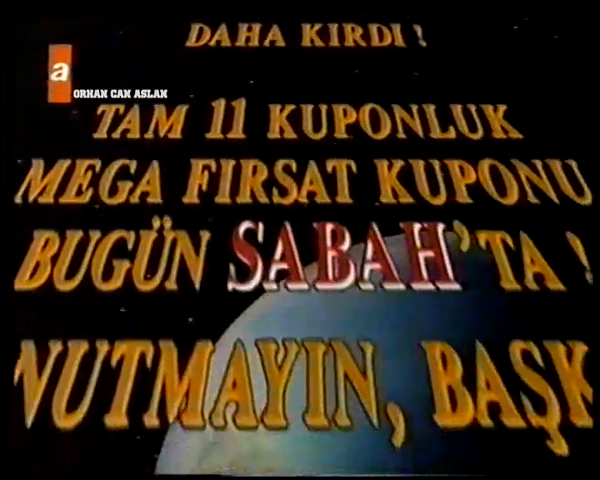 DAHA KIRDI !
a
ORHAN CAN ASLAN
TAM 11 KUPONLUK
MEGA FIRSAT KUPONU
BUGÜN SABAH'TA !
NUTMAYIN, BAŞK